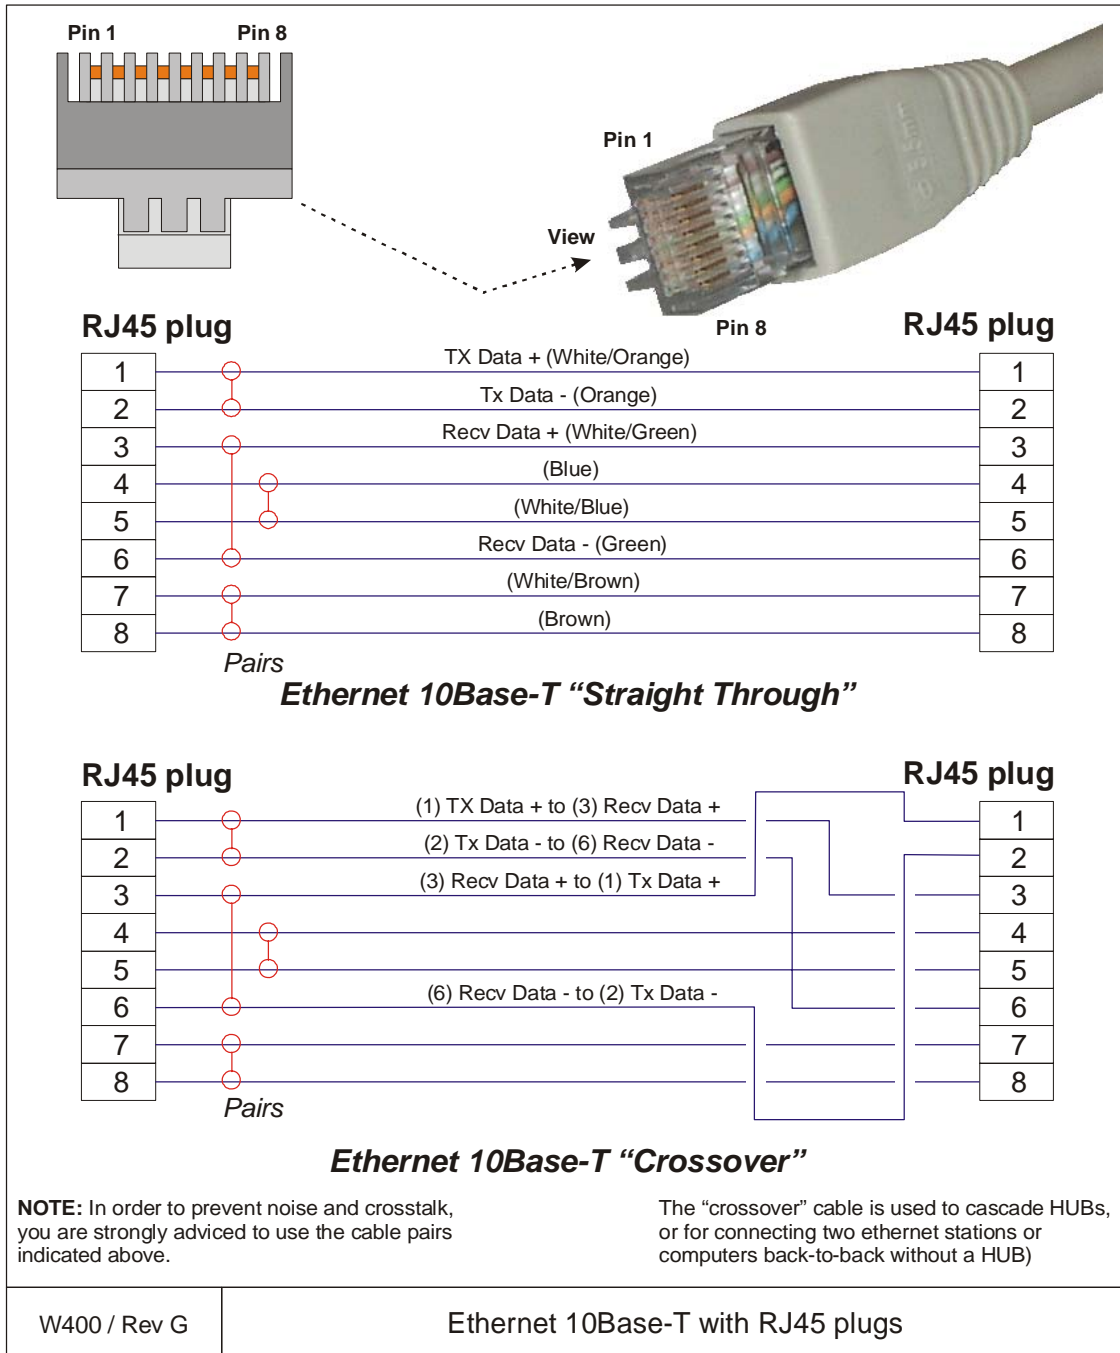 Pin 1
Pin 8
Pin 1
View
Pin 8
RJ45 plug
RJ45 plug
1
TX Data + (White/Orange)
1
2
Tx Data - (Orange)
2
3
Recv Data + (White/Green)
3
4
(Blue)
4
5
(White/Blue)
5
6
Recv Data - (Green)
6
7
(White/Brown)
7
8
(Brown)
8
Pairs
Ethernet 10Base-T “Straight Through”
RJ45 plug
RJ45 plug
1
(1) TX Data + to (3) Recv Data +
1
2
(2) Tx Data - to (6) Recv Data -
2
3
(3) Recv Data + to (1) Tx Data +
3
4
4
5
5
6
(6) Recv Data - to (2) Tx Data -
6
7
7
8
8
Pairs
Ethernet 10Base-T “Crossover”
NOTE: In order to prevent noise and crosstalk,
you are strongly adviced to use the cable pairs
indicated above.
The “crossover” cable is used to cascade HUBs,
or for connecting two ethernet stations or
computers back-to-back without a HUB)
W400 / Rev G
Ethernet 10Base-T with RJ45 plugs